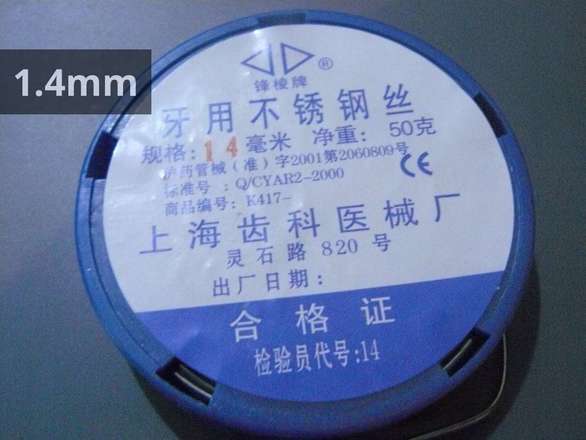 1.4mm
®
锋棱牌
牙用不锈钢丝
规格:1.4毫米 净重: 50克
沪药管械(准)字2001第2060809号
标准号:Q/CYAR2-2000
CE
商品编号:K417-
上海齿科医械厂
灵石路 820 号
出厂日期:
合格证
检验员代号:14